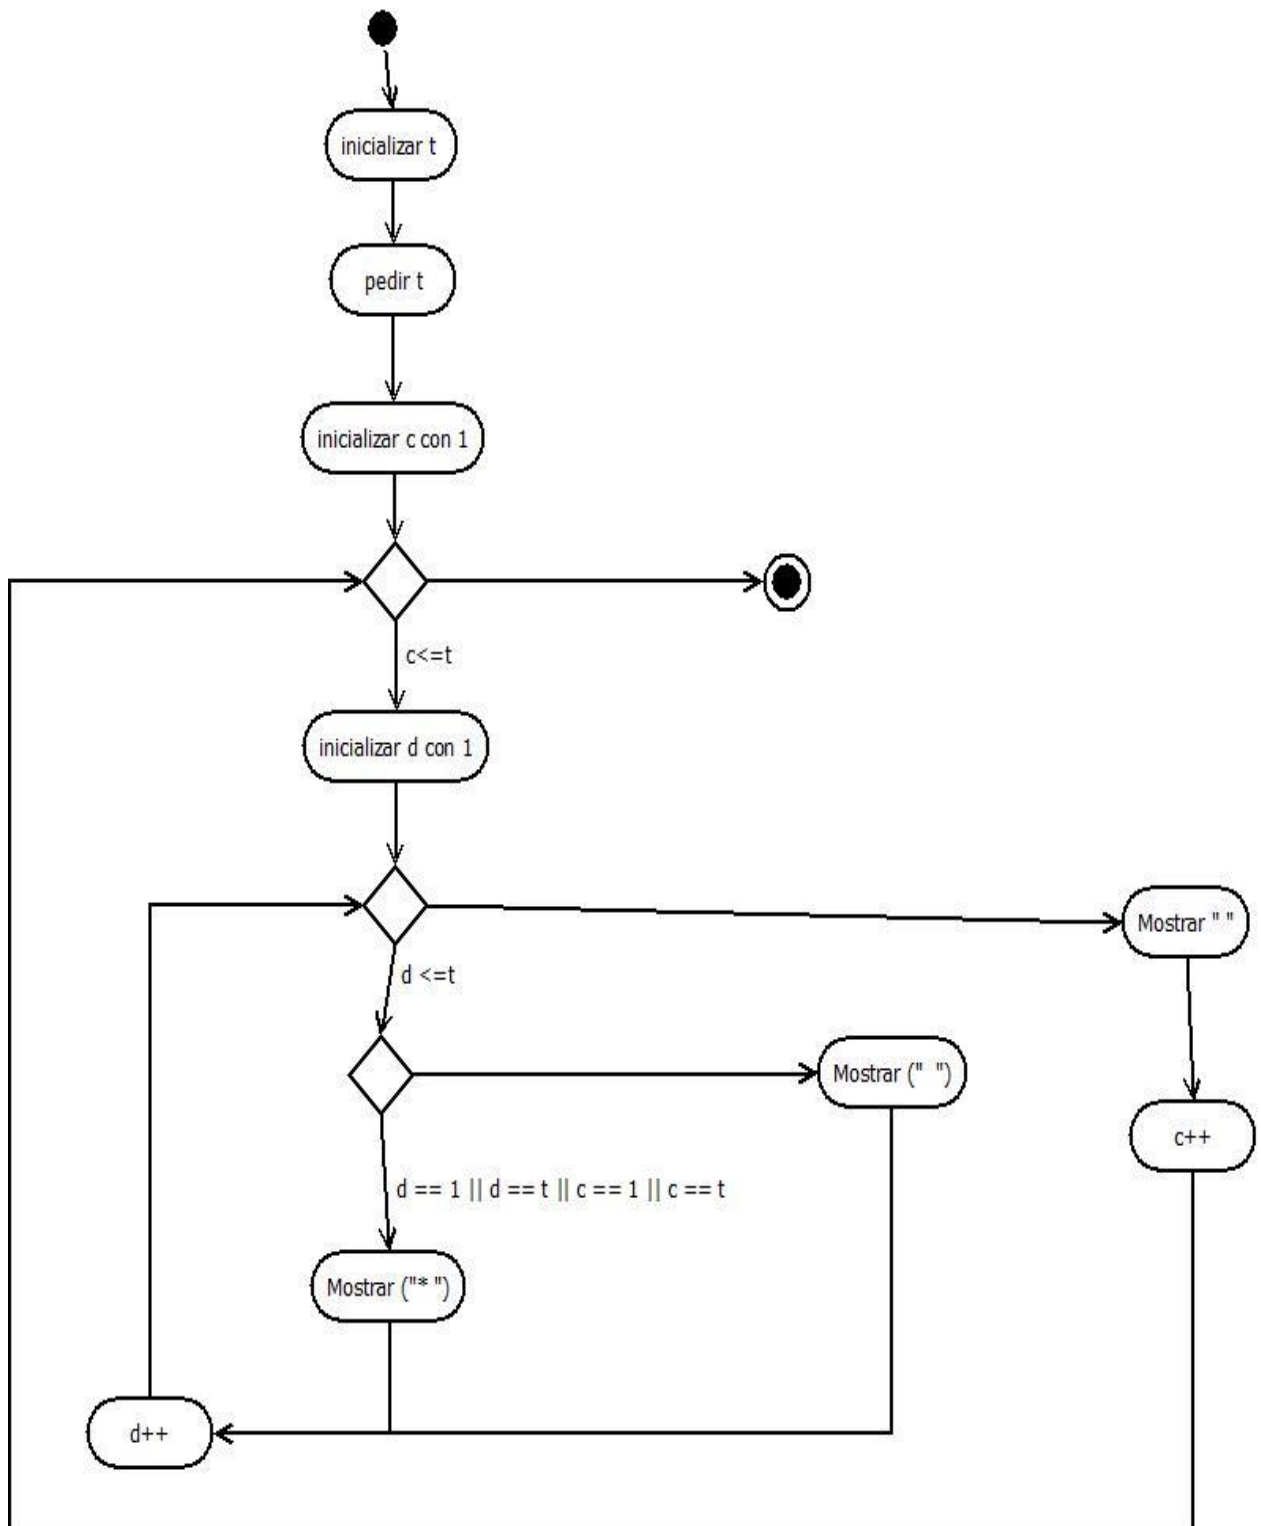 inicializar t
pedir t
inicializar c con 1
c<=t
inicializar d con 1
Mostrar " "
d <=t
Mostrar ("  ")
c++
d == 1 || d == t || c == 1 || c == t
Mostrar ("* ")
d++